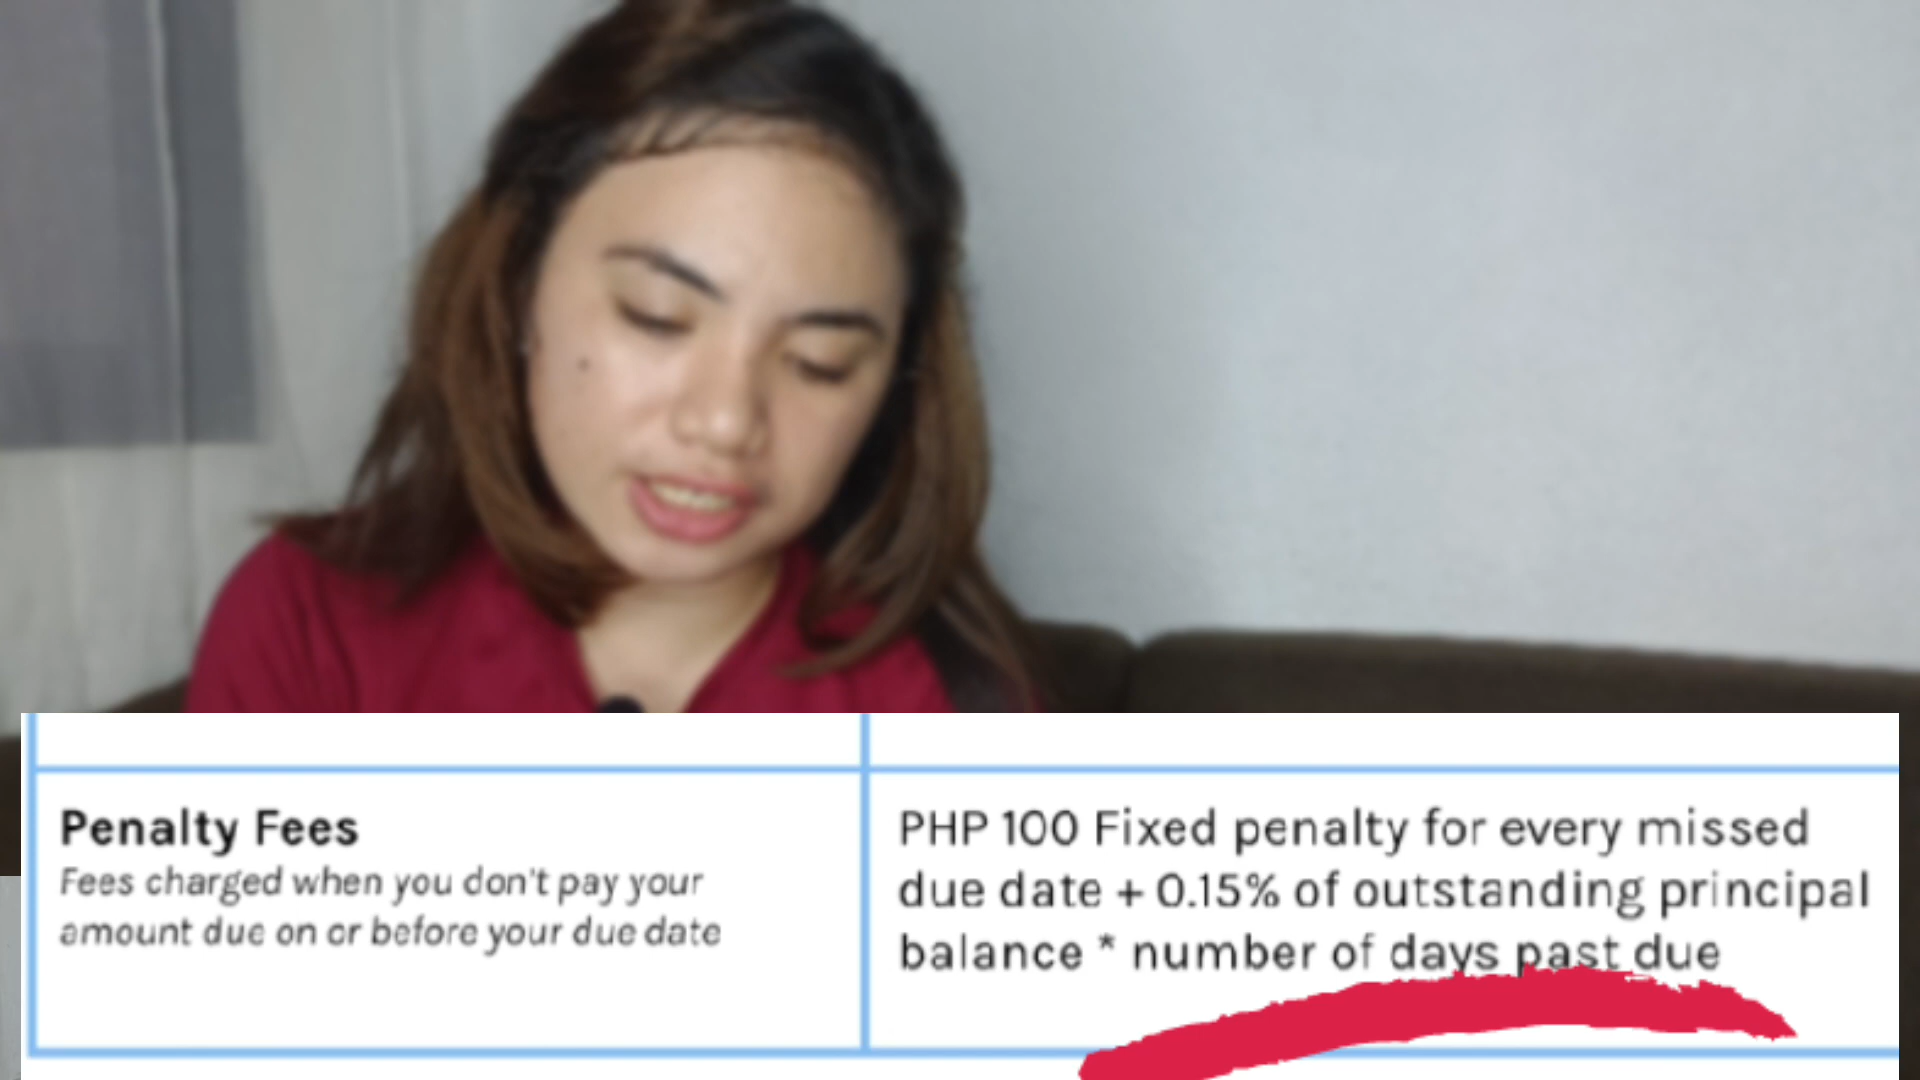 Penalty Fees
Fees charged when you don't pay your
amount due on or before your due date
PHP 100 Fixed penalty for every missed
due date + 0.15% of outstanding principal
balance * number of days past due